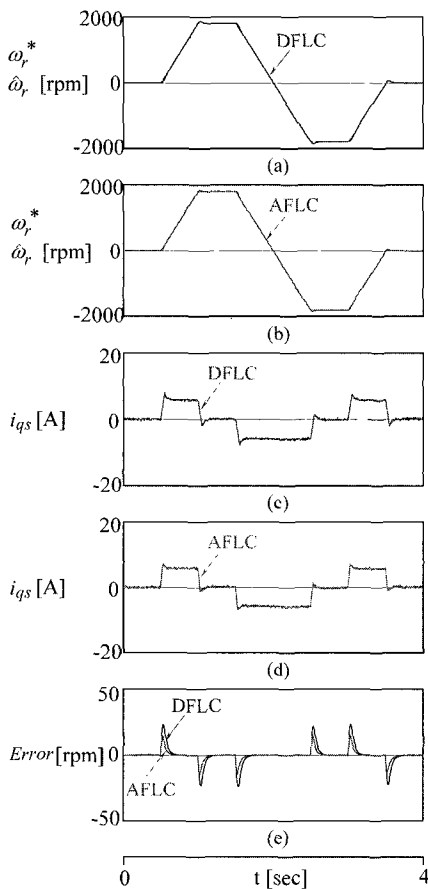 2000
ω_r*
ω̂_r [rpm]
0
DFLC
-2000
(a)
2000
ω_r*
ω̂_r [rpm]
0
AFLC
-2000
(b)
20
DFLC
i_qs [A]
0
-20
(c)
20
AFLC
i_qs [A]
0
-20
(d)
50
DFLC
Error [rpm]
0
AFLC
-50
(e)
0
t [sec]
4